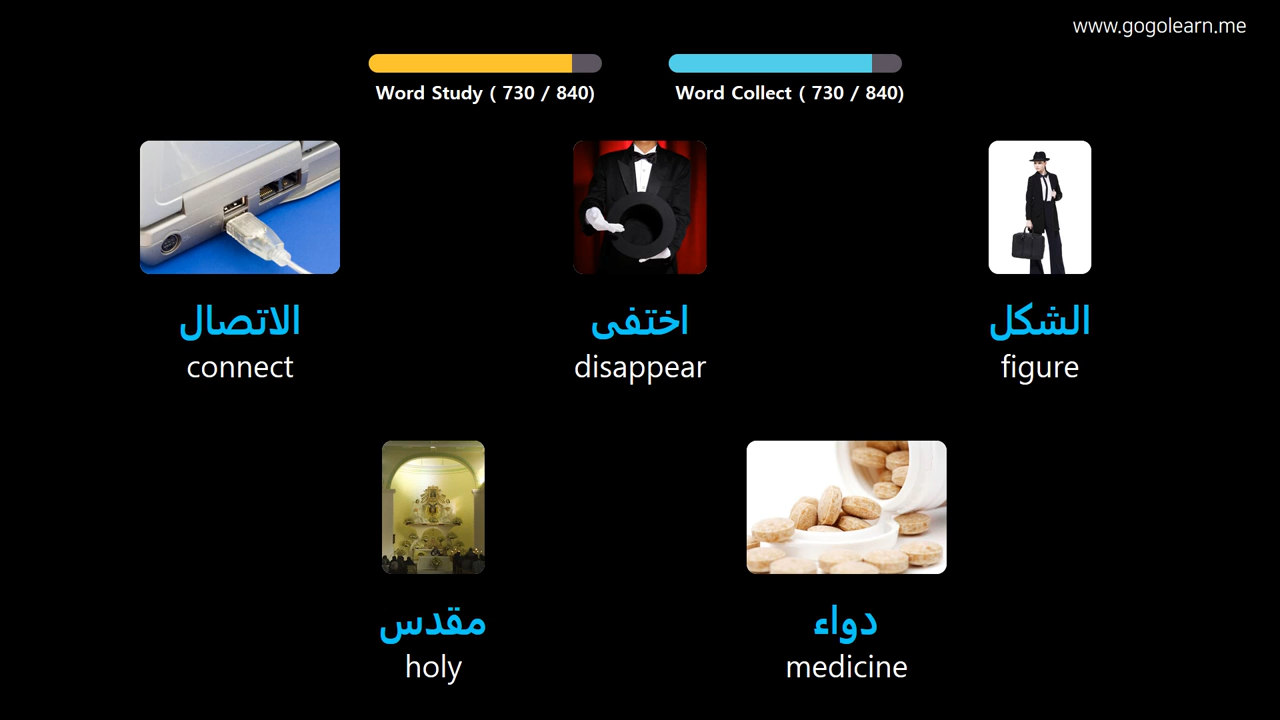 www.gogolearn.me
Word Study ( 730 / 840)
Word Collect ( 730 / 840)
الاتصال
connect
اختفى
disappear
الشكل
figure
مقدس
holy
دواء
medicine